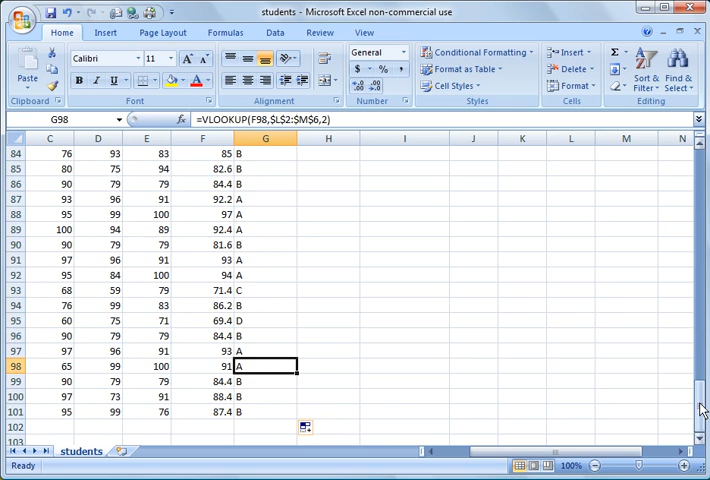 students - Microsoft Excel non-commercial use
Home Insert Page Layout Formulas Data Review View
Paste
Clipboard
Calibri 11
B I U
Font
Alignment
General
$ % ,
Number
Conditional Formatting
Format as Table
Cell Styles
Styles
Insert
Delete
Format
Cells
Σ
Sort & Filter
Find & Select
Editing
G98 fx =VLOOKUP(F98,$L$2:$M$6,2)
C D E F G H I J K L M N
84 76 93 83 85 B
85 80 75 94 82.6 B
86 90 79 79 84.4 B
87 93 96 91 92.2 A
88 95 99 100 97 A
89 100 94 89 92.4 A
90 90 79 79 81.6 B
91 97 96 91 93 A
92 95 84 100 94 A
93 68 59 79 71.4 C
94 76 99 83 86.2 B
95 60 75 71 69.4 D
96 90 79 79 84.4 B
97 97 96 91 93 A
98 65 99 100 91 A
99 90 79 79 84.4 B
100 97 73 91 88.4 B
101 95 99 76 87.4 B
102
103
students
Ready 100%